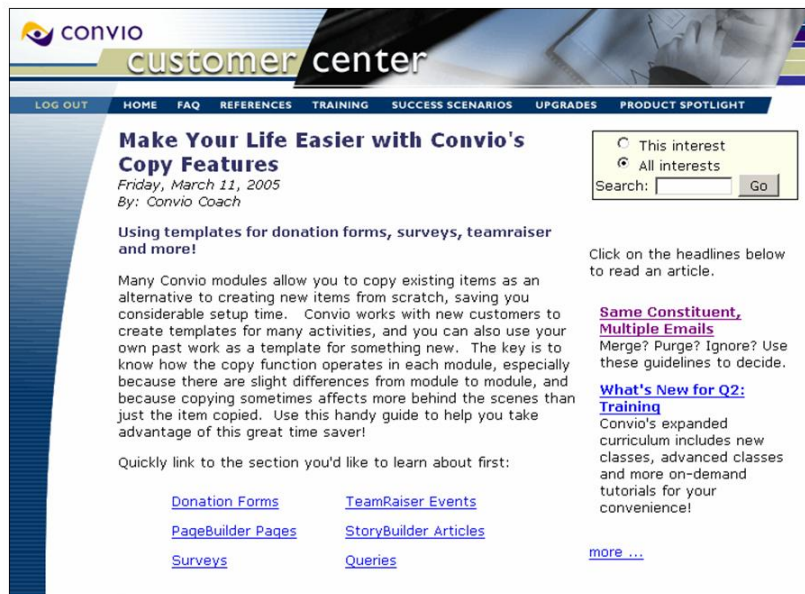 CONVIO
customer center
LOG OUT HOME FAQ REFERENCES TRAINING SUCCESS SCENARIOS UPGRADES PRODUCT SPOTLIGHT
Make Your Life Easier with Convio's
Copy Features
Friday, March 11, 2005
By: Convio Coach
Using templates for donation forms, surveys, teamraiser
and more!
Many Convio modules allow you to copy existing items as an
alternative to creating new items from scratch, saving you
considerable setup time. Convio works with new customers to
create templates for many activities, and you can also use your
own past work as a template for something new. The key is to
know how the copy function operates in each module, especially
because there are slight differences from module to module, and
because copying sometimes affects more behind the scenes than
just the item copied. Use this handy guide to help you take
advantage of this great time saver!
Quickly link to the section you'd like to learn about first:
Donation Forms TeamRaiser Events
PageBuilder Pages StoryBuilder Articles
Surveys Queries
This interest
All interests
Search: Go
Click on the headlines below
to read an article.
Same Constituent,
Multiple Emails
Merge? Purge? Ignore? Use
these guidelines to decide.
What's New for Q2:
Training
Convio's expanded
curriculum includes new
classes, advanced classes
and more on-demand
tutorials for your
convenience!
more ...